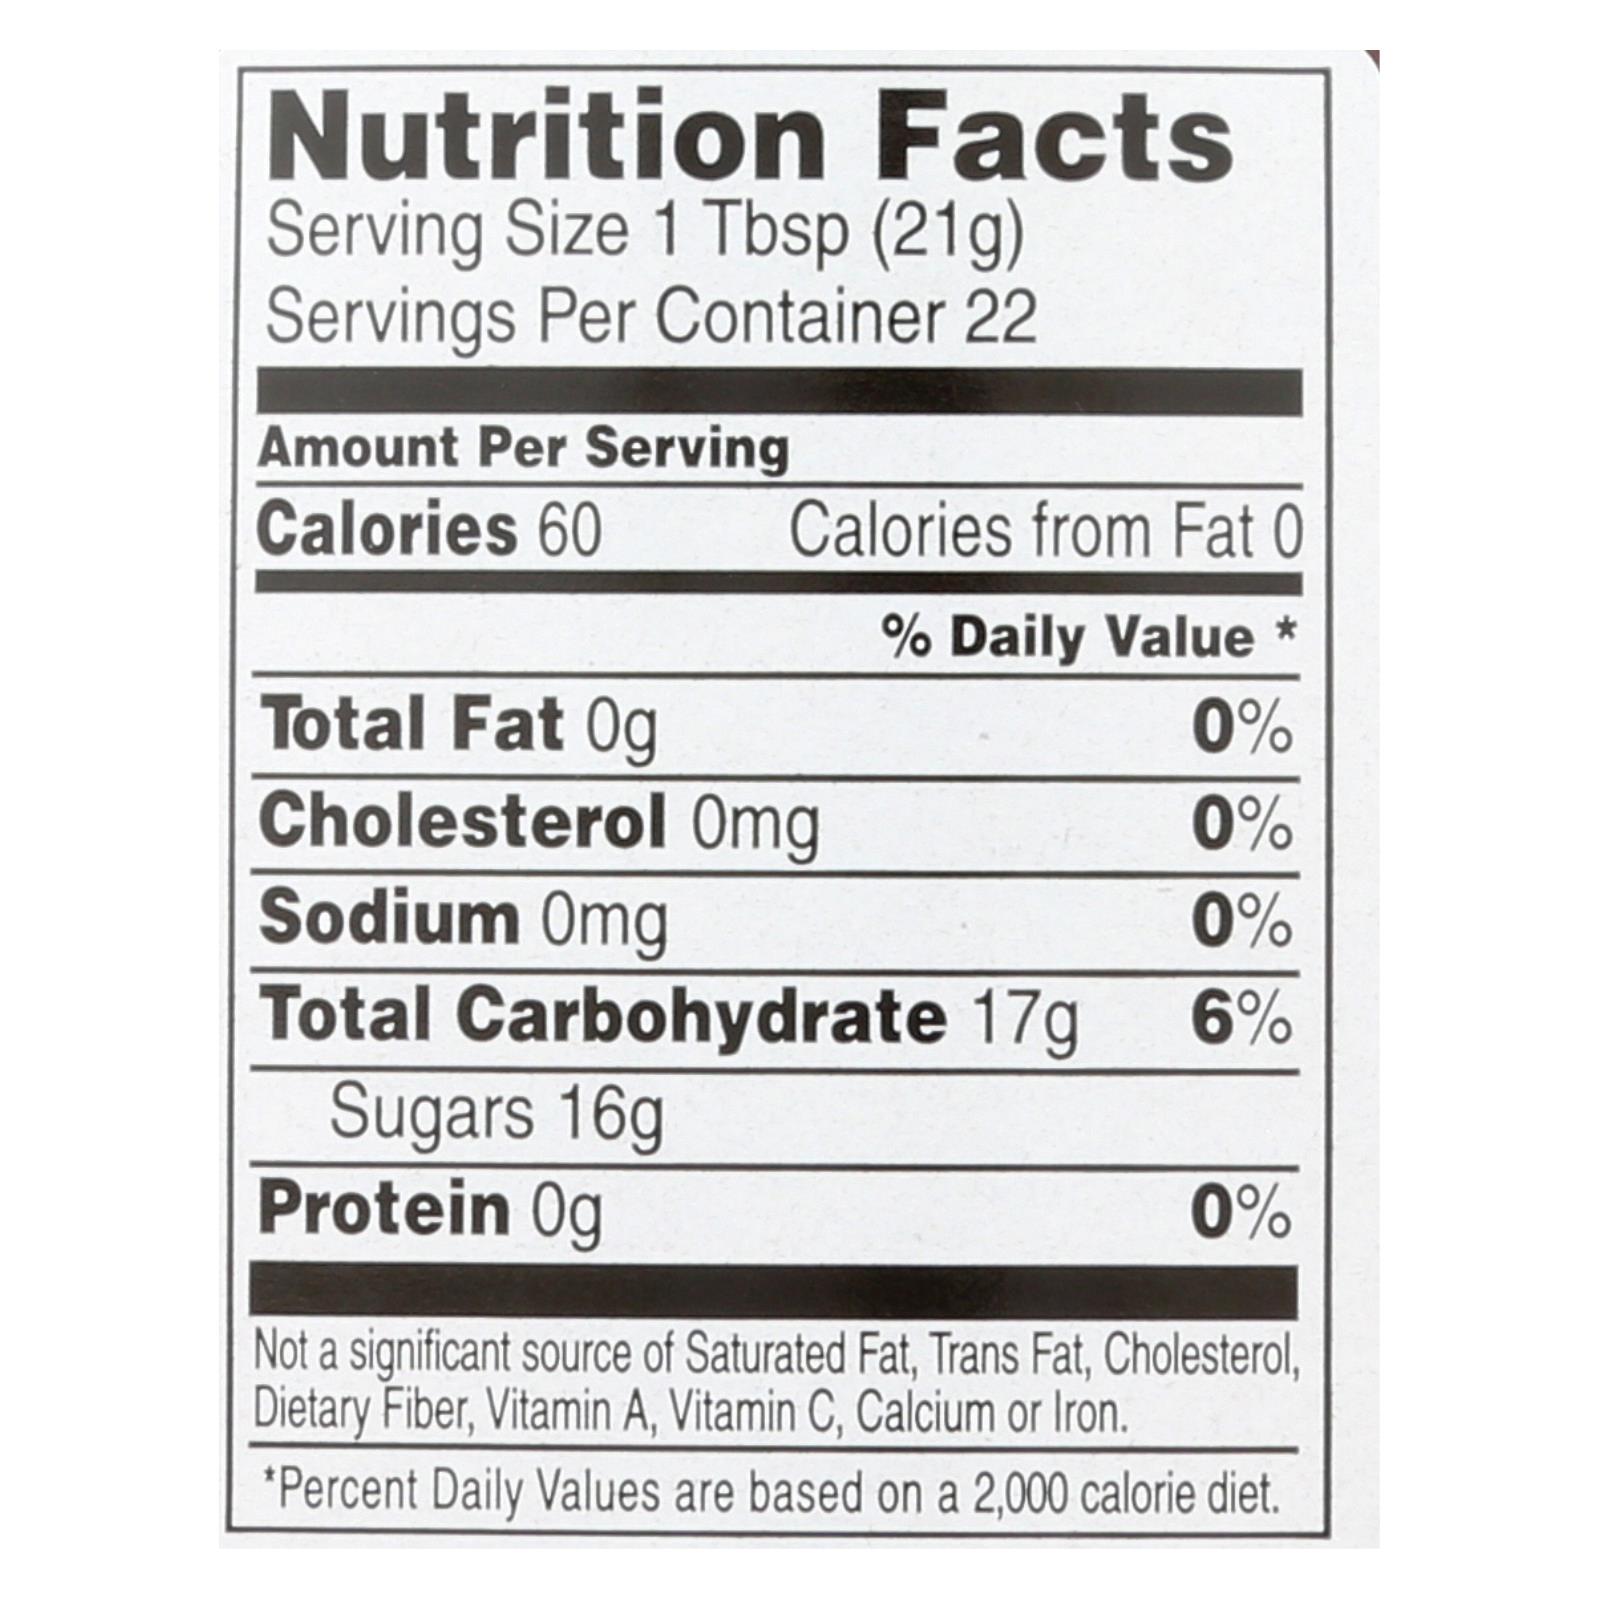 Nutrition Facts
Serving Size 1 Tbsp (21g)
Servings Per Container 22
Amount Per Serving
Calories 60 Calories from Fat 0
% Daily Value *
Total Fat 0g 0%
Cholesterol 0mg 0%
Sodium 0mg 0%
Total Carbohydrate 17g 6%
Sugars 16g
Protein 0g 0%
Not a significant source of Saturated Fat, Trans Fat, Cholesterol,
Dietary Fiber, Vitamin A, Vitamin C, Calcium or Iron.
*Percent Daily Values are based on a 2,000 calorie diet.